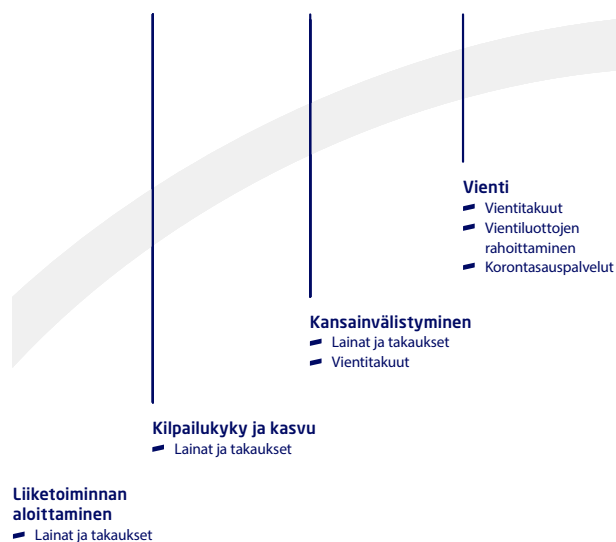 Vienti
Vientitakuut
Vientiluottojen
rahoittaminen
Korontasauspalvelut
Kansainvälistyminen
Lainat ja takaukset
Vientitakuut
Kilpailukyky ja kasvu
Lainat ja takaukset
Liiketoiminnan
aloittaminen
Lainat ja takaukset